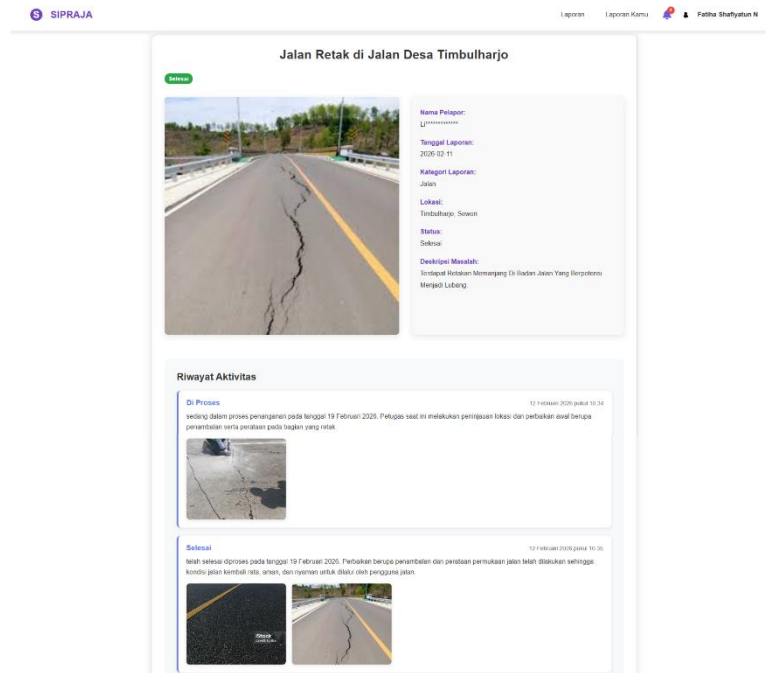 S SIPRAJA
Laporan Laporan Kamu Fatiha Shafiyatun N
Jalan Retak di Jalan Desa Timbulharjo
Selesai
Nama Pelapor:
Li************
Tanggal Laporan:
2026-02-11
Kategori Laporan:
Jalan
Lokasi:
Timbulharjo, Sewon
Status:
Selesai
Deskripsi Masalah:
Terdapat Retakan Memanjang Di Badan Jalan Yang Berpotensi
Menjadi Lubang.
Riwayat Aktivitas
Di Proses 12 Februari 2026 pukul 10.34
sedang dalam proses penanganan pada tanggal 19 Februari 2026. Petugas saat ini melakukan peninjauan lokasi dan perbaikan awal berupa
penambalan serta perataan pada bagian yang retak
Selesai 12 Februari 2026 pukul 10.35
telah selesai diproses pada tanggal 19 Februari 2026. Perbaikan berupa penambalan dan perataan permukaan jalan telah dilakukan sehingga
kondisi jalan kembali rata, aman, dan nyaman untuk dilalui oleh pengguna jalan.
iStock